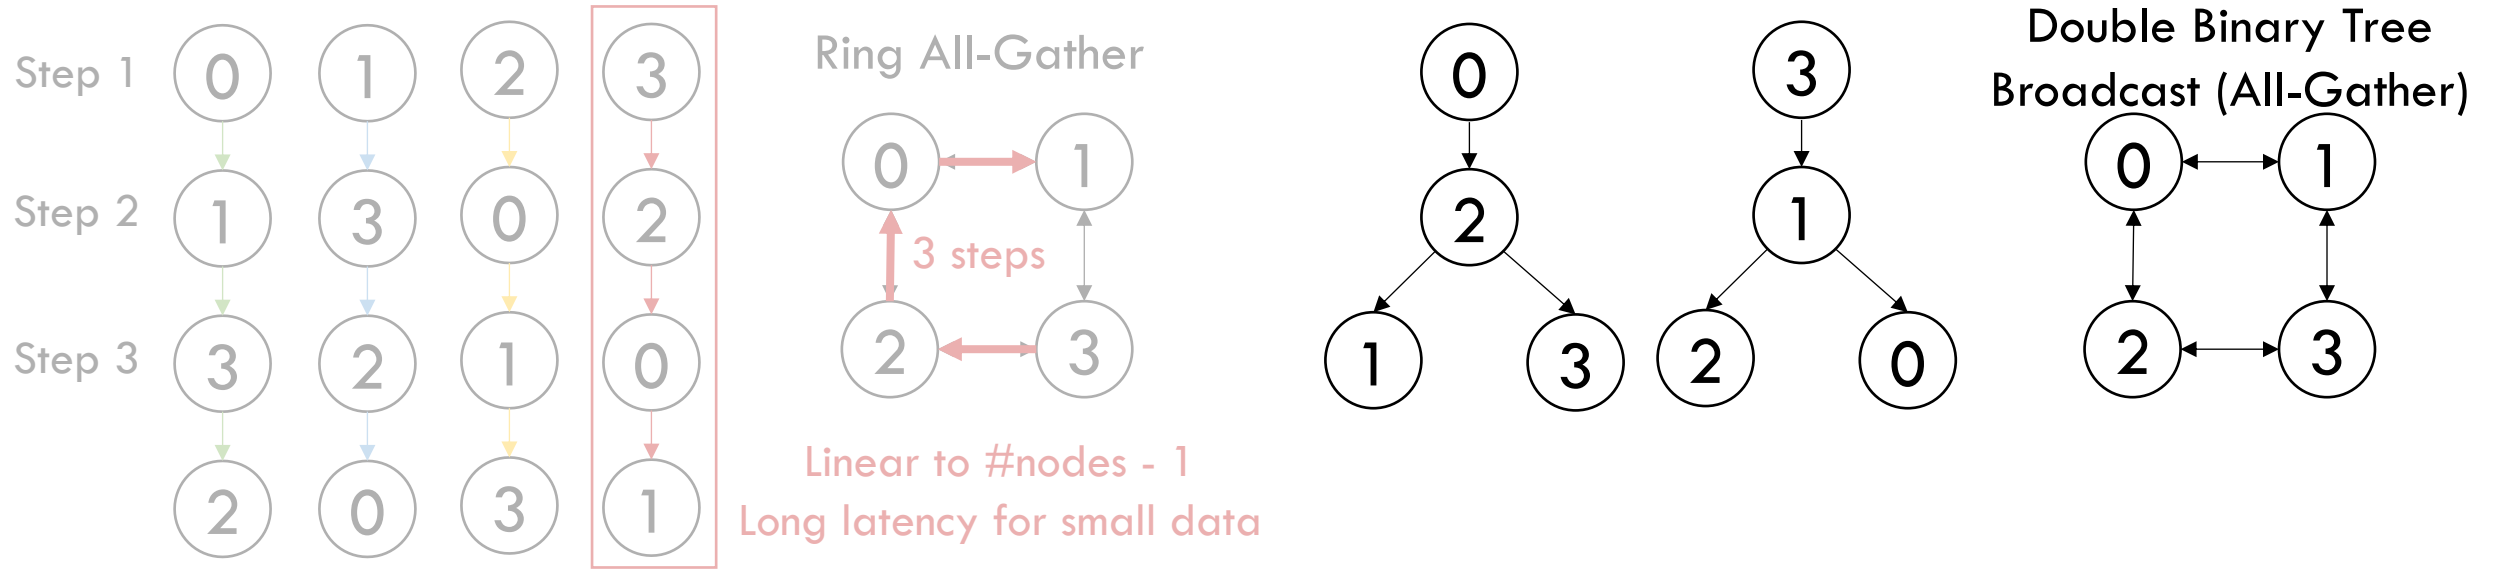 Step 1
Step 2
Step 3
0 1 2 3
1 3 0 2
3 2 1 0
2 0 3 1
Ring All-Gather
0 1
3 steps
2 3
Linear to #nodes - 1
Long latency for small data
0 3
2 1
1 3 2 0
Double Binary Tree
Broadcast (All-Gather)
0 1
2 3